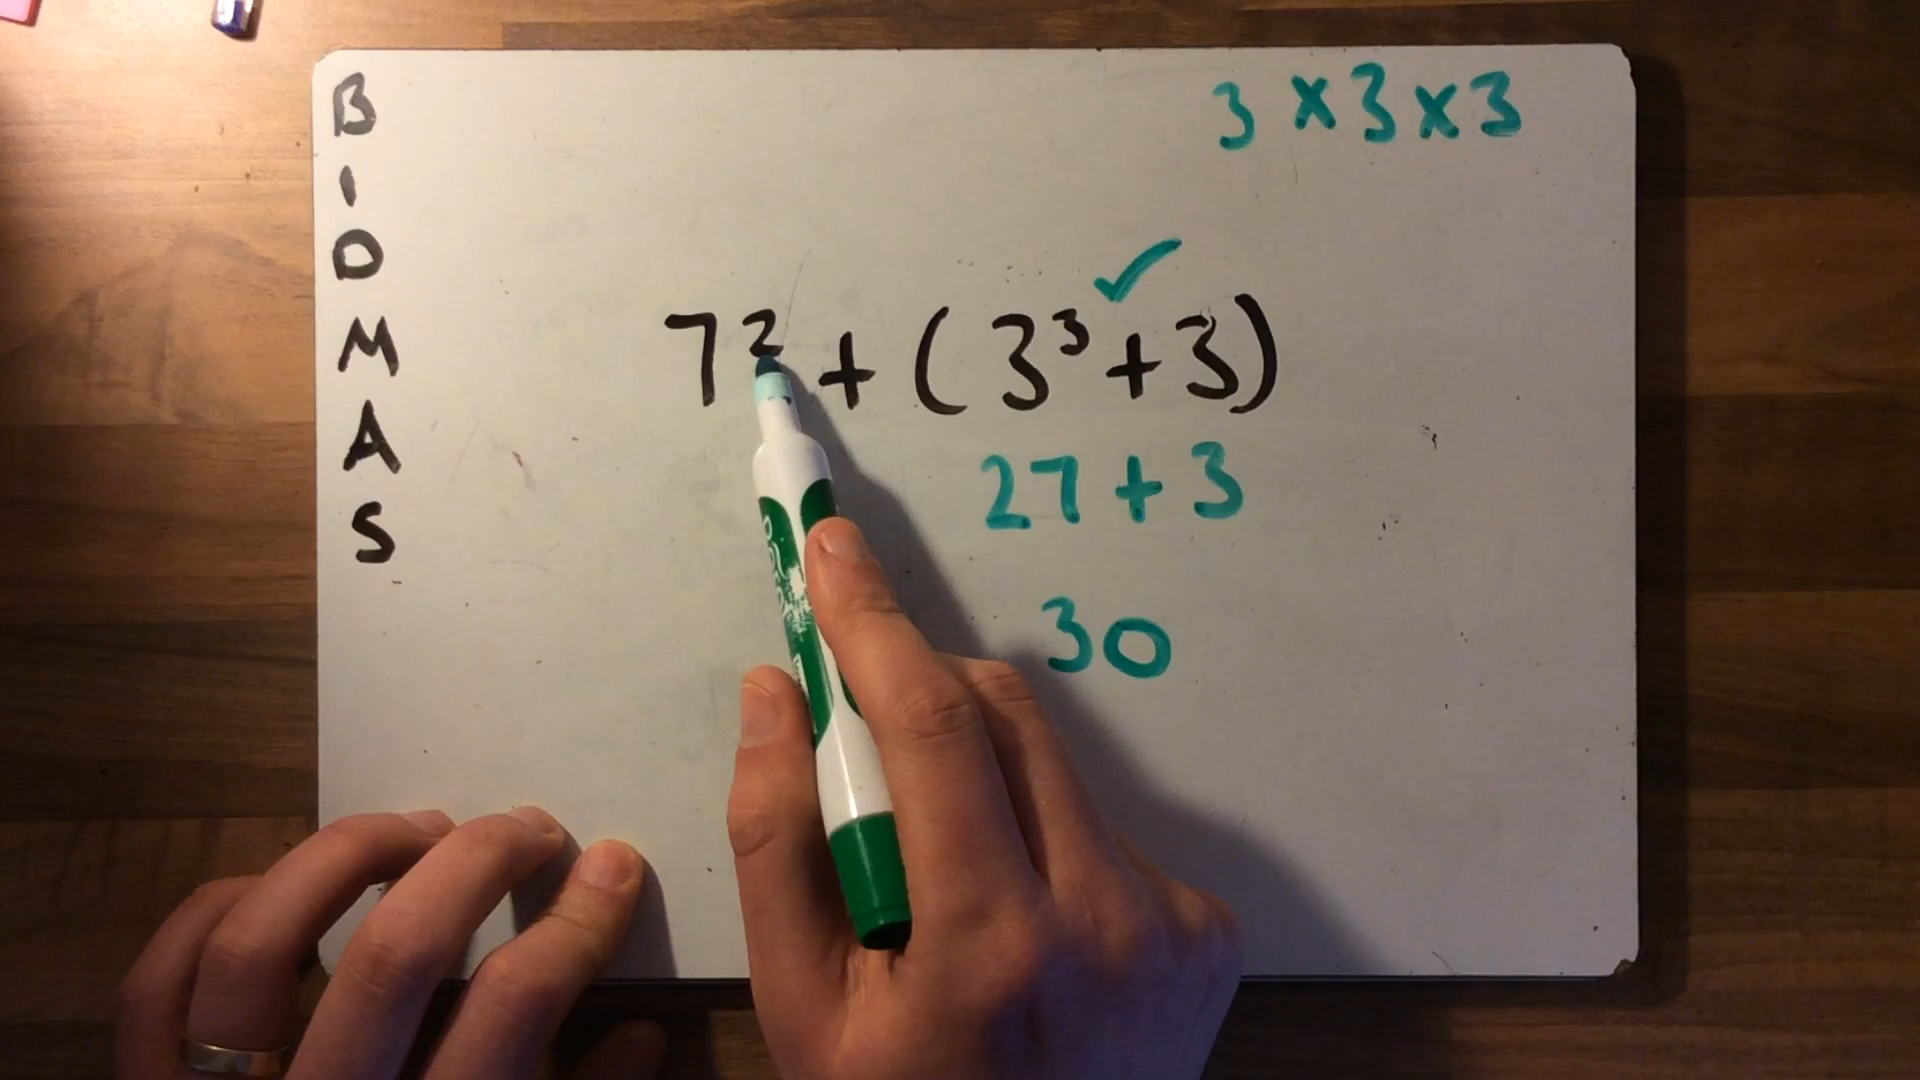 B
I
D
M
A
S
3 × 3 × 3
✓
7² + (3³ + 3)
27 + 3
30